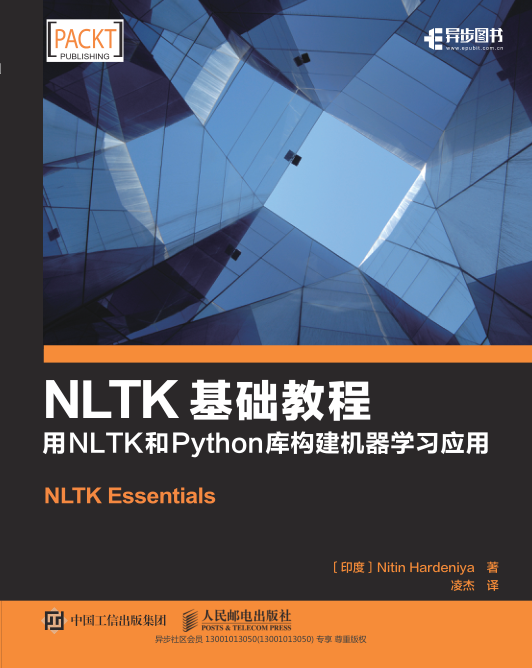 PACKT
PUBLISHING
异步图书
www.epubit.com.cn
NLTK 基础教程
用NLTK和Python库构建机器学习应用
NLTK Essentials
[ 印度 ] Nitin Hardeniya 著
凌杰 译
中国工信出版集团
人民邮电出版社
POSTS & TELECOM PRESS
异步社区会员 13001013050(13001013050) 专享 尊重版权